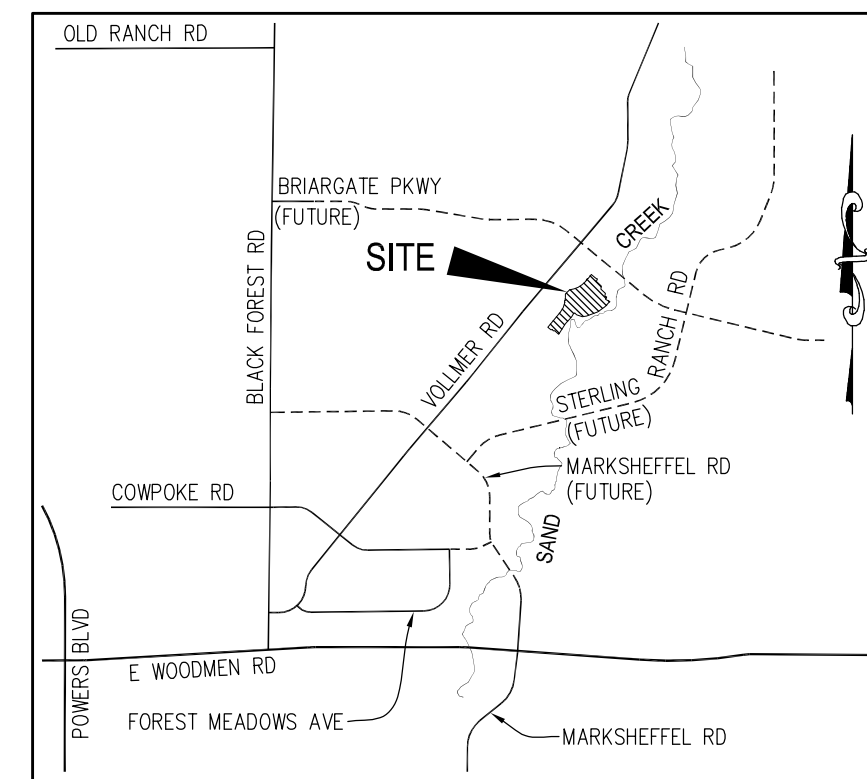 OLD RANCH RD
BRIARGATE PKWY
(FUTURE)
CREEK
SITE
BLACK FOREST RD
VOLLMER RD
STERLING RANCH RD
(FUTURE)
MARKSHEFFEL RD
(FUTURE)
COWPOKE RD
SAND
POWERS BLVD
E WOODMEN RD
FOREST MEADOWS AVE
MARKSHEFFEL RD